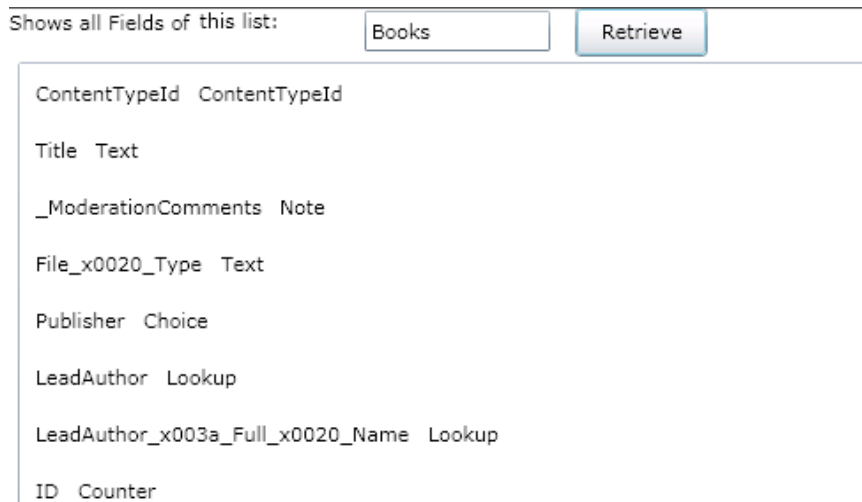 Shows all Fields of this list: Books Retrieve
ContentTypeId ContentTypeId
Title Text
_ModerationComments Note
File_x0020_Type Text
Publisher Choice
LeadAuthor Lookup
LeadAuthor_x003a_Full_x0020_Name Lookup
ID Counter